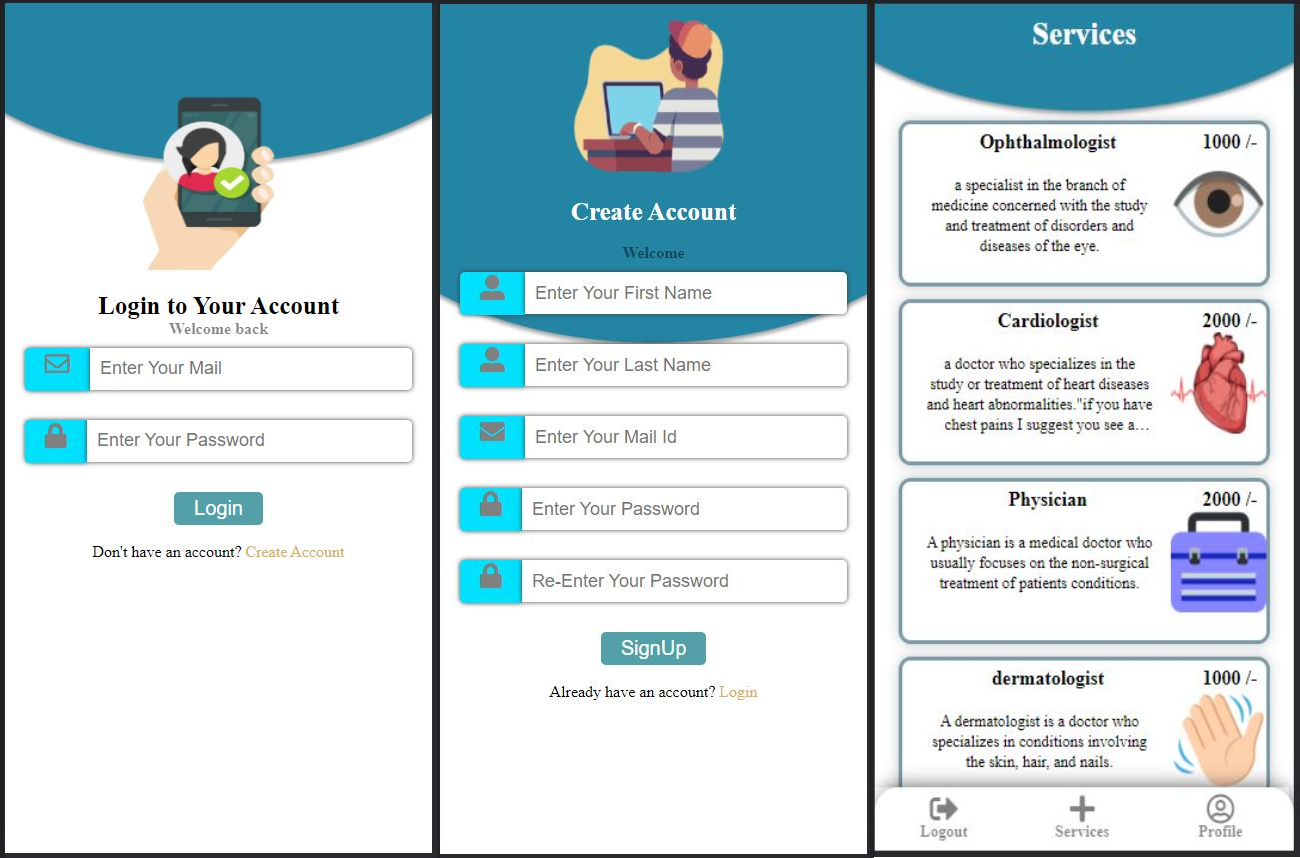 Login to Your Account
Welcome back
Enter Your Mail
Enter Your Password
Login
Don't have an account? Create Account
Create Account
Welcome
Enter Your First Name
Enter Your Last Name
Enter Your Mail Id
Enter Your Password
Re-Enter Your Password
SignUp
Already have an account? Login
Services
Ophthalmologist 1000 /-
a specialist in the branch of
medicine concerned with the study
and treatment of disorders and
diseases of the eye.
Cardiologist 2000 /-
a doctor who specializes in the
study or treatment of heart diseases
and heart abnormalities."if you have
chest pains I suggest you see a…
Physician 2000 /-
A physician is a medical doctor who
usually focuses on the non-surgical
treatment of patients conditions.
dermatologist 1000 /-
A dermatologist is a doctor who
specializes in conditions involving
the skin, hair, and nails.
Logout Services Profile